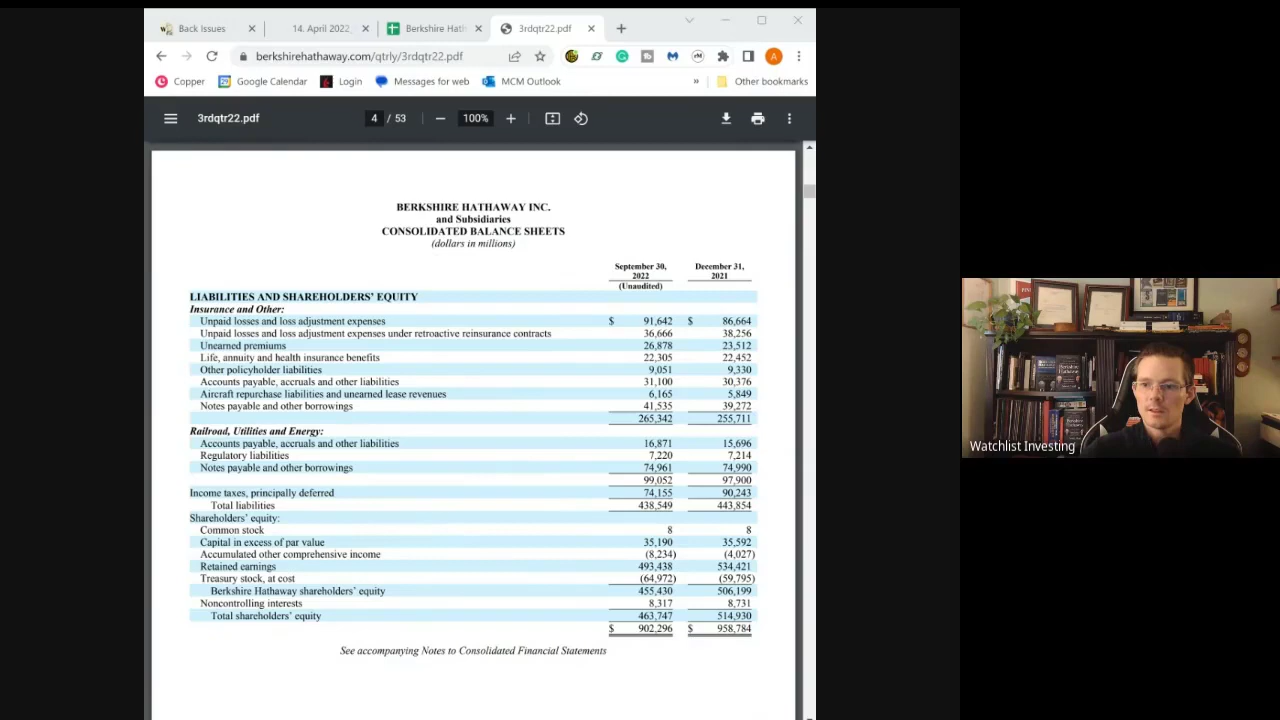 Back Issues
14. April 2022
Berkshire Hath
3rdqtr22.pdf
berkshirehathaway.com/qtrly/3rdqtr22.pdf
A
Copper
Google Calendar
Login
Messages for web
MCM Outlook
»
Other bookmarks
3rdqtr22.pdf
4 / 53
100%
BERKSHIRE HATHAWAY INC.
and Subsidiaries
CONSOLIDATED BALANCE SHEETS
(dollars in millions)
September 30, December 31,
2022 2021
(Unaudited)
LIABILITIES AND SHAREHOLDERS' EQUITY
Insurance and Other:
Unpaid losses and loss adjustment expenses $ 91,642 $ 86,664
Unpaid losses and loss adjustment expenses under retroactive reinsurance contracts 36,666 38,256
Unearned premiums 26,878 23,512
Life, annuity and health insurance benefits 22,305 22,452
Other policyholder liabilities 9,051 9,330
Accounts payable, accruals and other liabilities 31,100 30,376
Aircraft repurchase liabilities and unearned lease revenues 6,165 5,849
Notes payable and other borrowings 41,535 39,272
265,342 255,711
Railroad, Utilities and Energy:
Accounts payable, accruals and other liabilities 16,871 15,696
Regulatory liabilities 7,220 7,214
Notes payable and other borrowings 74,961 74,990
99,052 97,900
Income taxes, principally deferred 74,155 90,243
Total liabilities 438,549 443,854
Shareholders' equity:
Common stock 8 8
Capital in excess of par value 35,190 35,592
Accumulated other comprehensive income (8,234) (4,027)
Retained earnings 493,438 534,421
Treasury stock, at cost (64,972) (59,795)
Berkshire Hathaway shareholders' equity 455,430 506,199
Noncontrolling interests 8,317 8,731
Total shareholders' equity 463,747 514,930
$ 902,296 $ 958,784
See accompanying Notes to Consolidated Financial Statements
Watchlist Investing